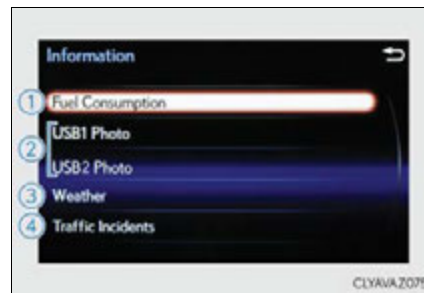 Information
1 Fuel Consumption
2
USB1 Photo
USB2 Photo
3 Weather
4 Traffic Incidents
CLYAVAZ075